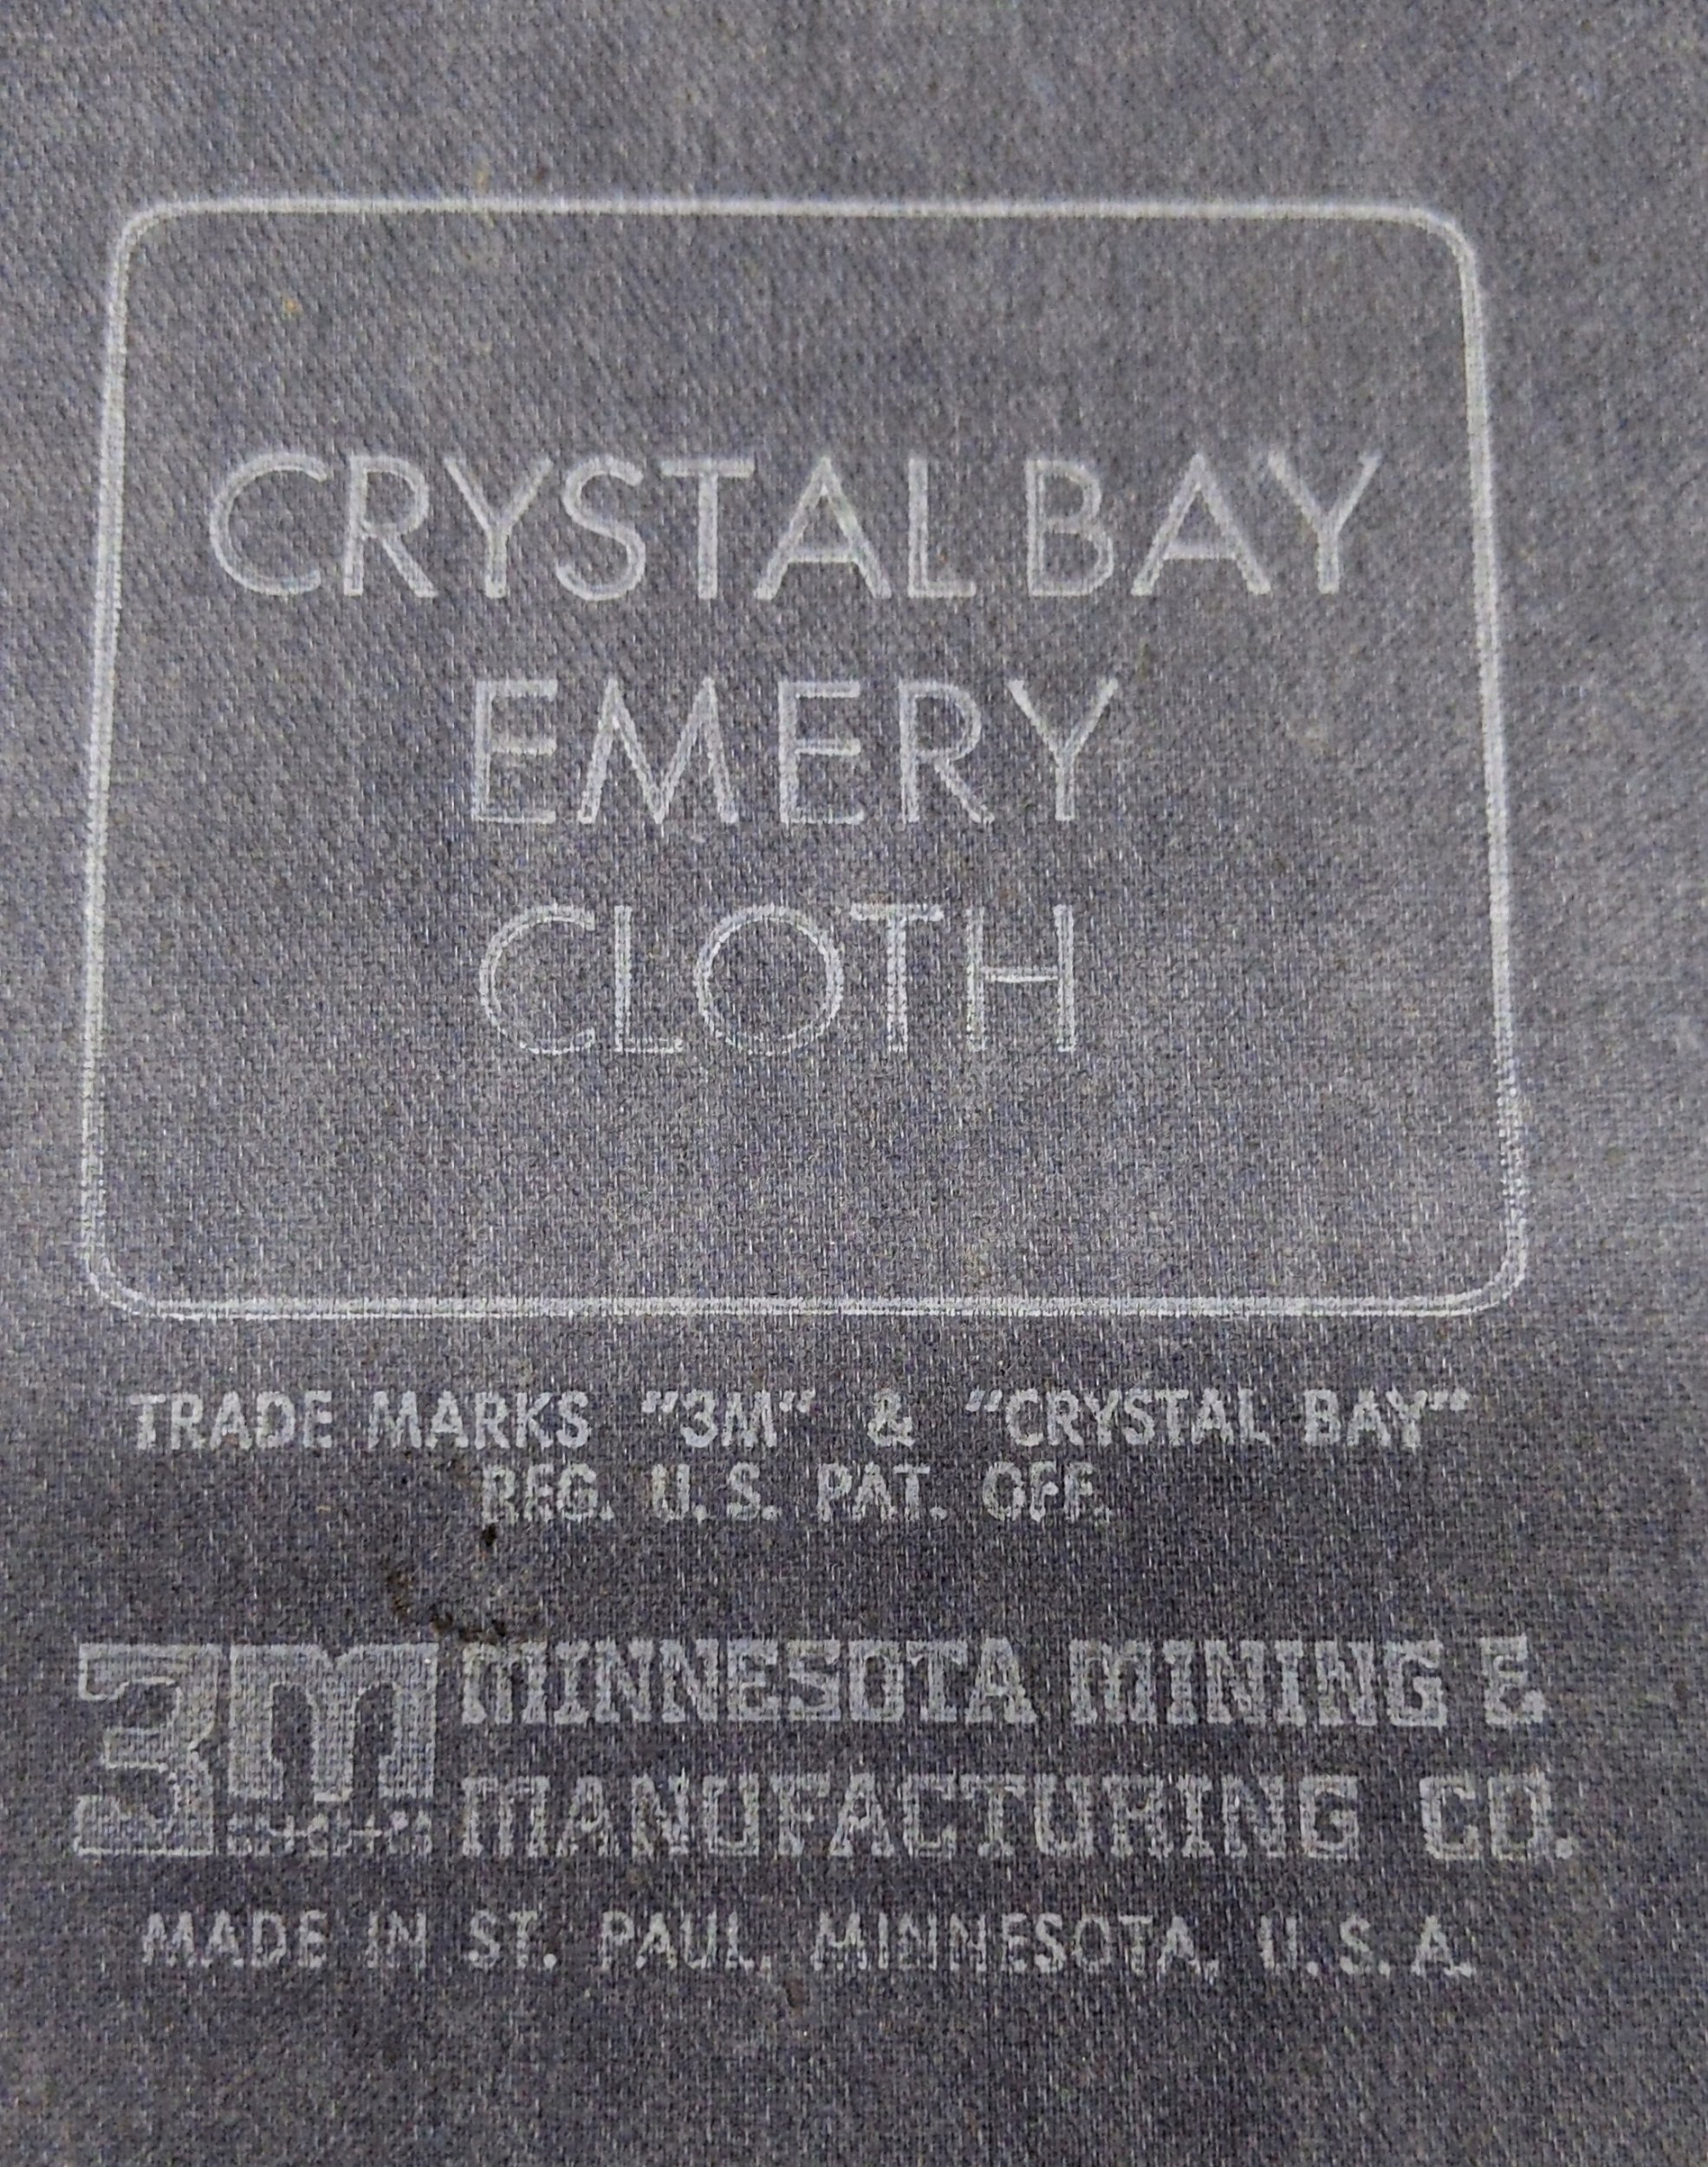 CRYSTAL BAY
EMERY
CLOTH
TRADE MARKS "3M" & "CRYSTAL BAY"
REG. U.S. PAT. OFF.
3M MINNESOTA MINING &
MANUFACTURING CO.
MADE IN ST. PAUL, MINNESOTA, U.S.A.